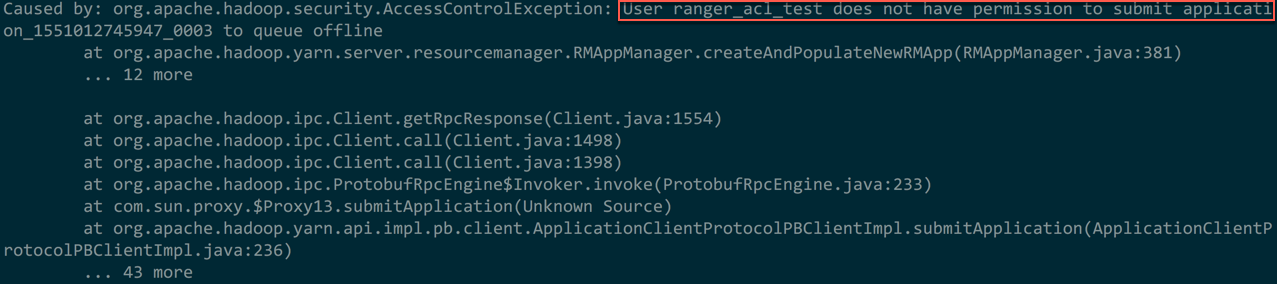 Caused by: org.apache.hadoop.security.AccessControlException: User ranger_acl_test does not have permission to submit applicati
on_1551012745947_0003 to queue offline
        at org.apache.hadoop.yarn.server.resourcemanager.RMAppManager.createAndPopulateNewRMApp(RMAppManager.java:381)
        ... 12 more

        at org.apache.hadoop.ipc.Client.getRpcResponse(Client.java:1554)
        at org.apache.hadoop.ipc.Client.call(Client.java:1498)
        at org.apache.hadoop.ipc.Client.call(Client.java:1398)
        at org.apache.hadoop.ipc.ProtobufRpcEngine$Invoker.invoke(ProtobufRpcEngine.java:233)
        at com.sun.proxy.$Proxy13.submitApplication(Unknown Source)
        at org.apache.hadoop.yarn.api.impl.pb.client.ApplicationClientProtocolPBClientImpl.submitApplication(ApplicationClientP
rotocolPBClientImpl.java:236)
        ... 43 more